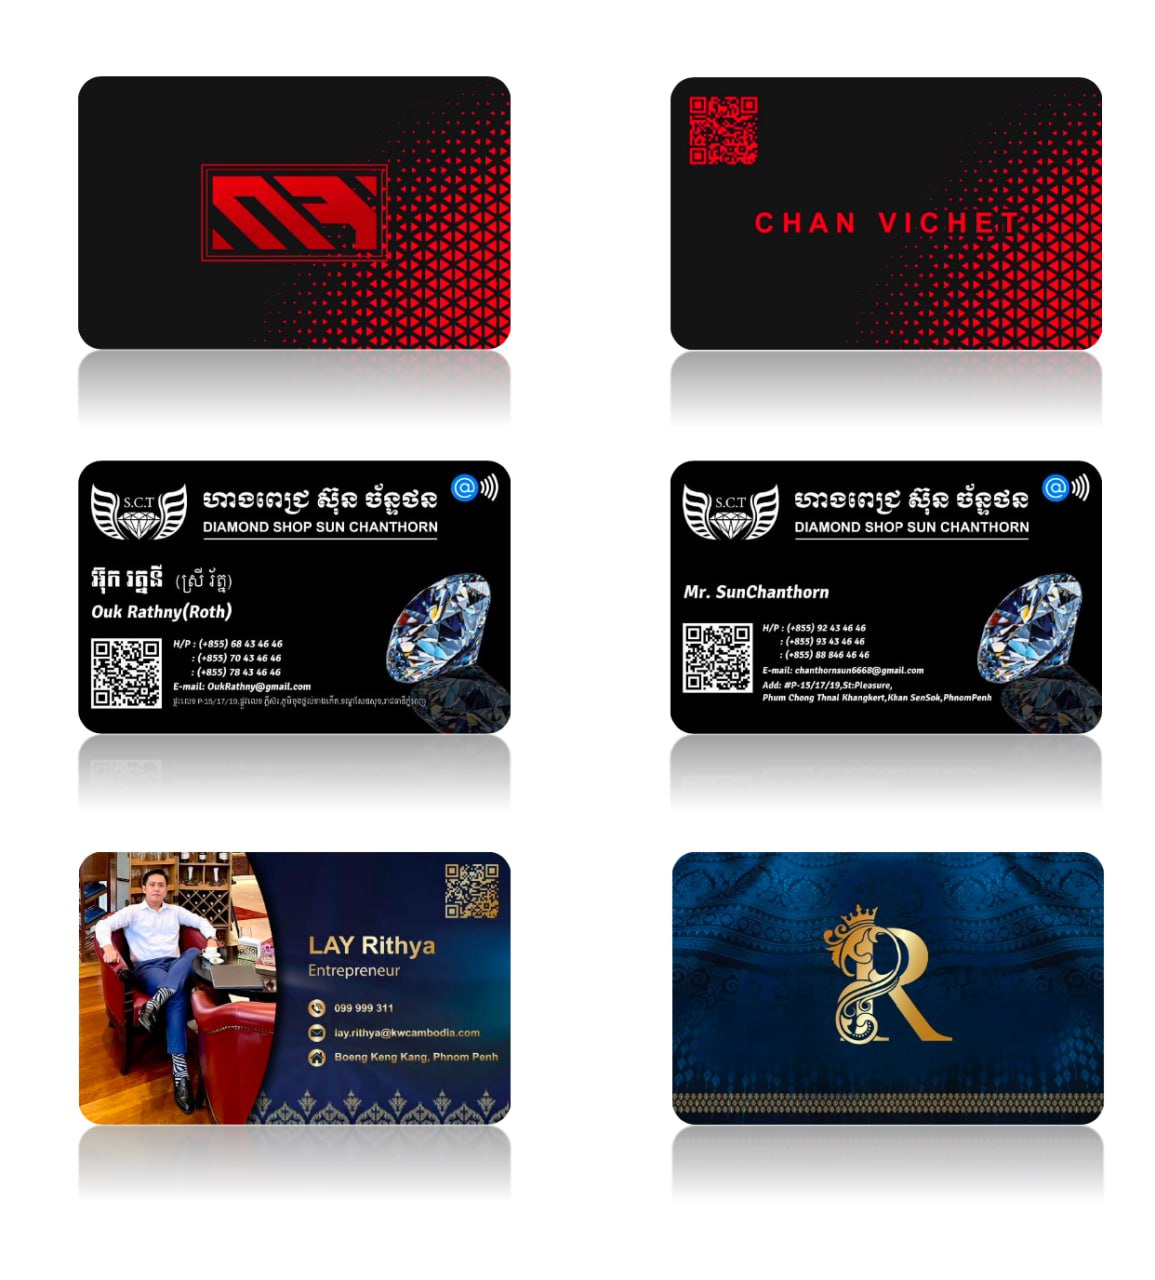 CHAN VICHET
S.C.T
ហាងពេជ្រ ស៊ុន ច័ន្ទថន
DIAMOND SHOP SUN CHANTHORN
@
អ៊ុក រត្ននី (ស្រី រ័ត្ន)
Ouk Rathny(Roth)
H/P : (+855) 68 43 46 46
: (+855) 70 43 46 46
: (+855) 78 43 46 46
E-mail: OukRathny@gmail.com
S.C.T
ហាងពេជ្រ ស៊ុន ច័ន្ទថន
DIAMOND SHOP SUN CHANTHORN
@
Mr. SunChanthorn
H/P : (+855) 92 43 46 46
: (+855) 93 43 46 46
: (+855) 88 846 46 46
E-mail: chanthornsun6668@gmail.com
Add: #P-15/17/19,St:Pleasure,
Phum Chong Thnal Khangkert,Khan SenSok,PhnomPenh
LAY Rithya
Entrepreneur
099 999 311
lay.rithya@kwcambodia.com
Boeng Keng Kang, Phnom Penh
R